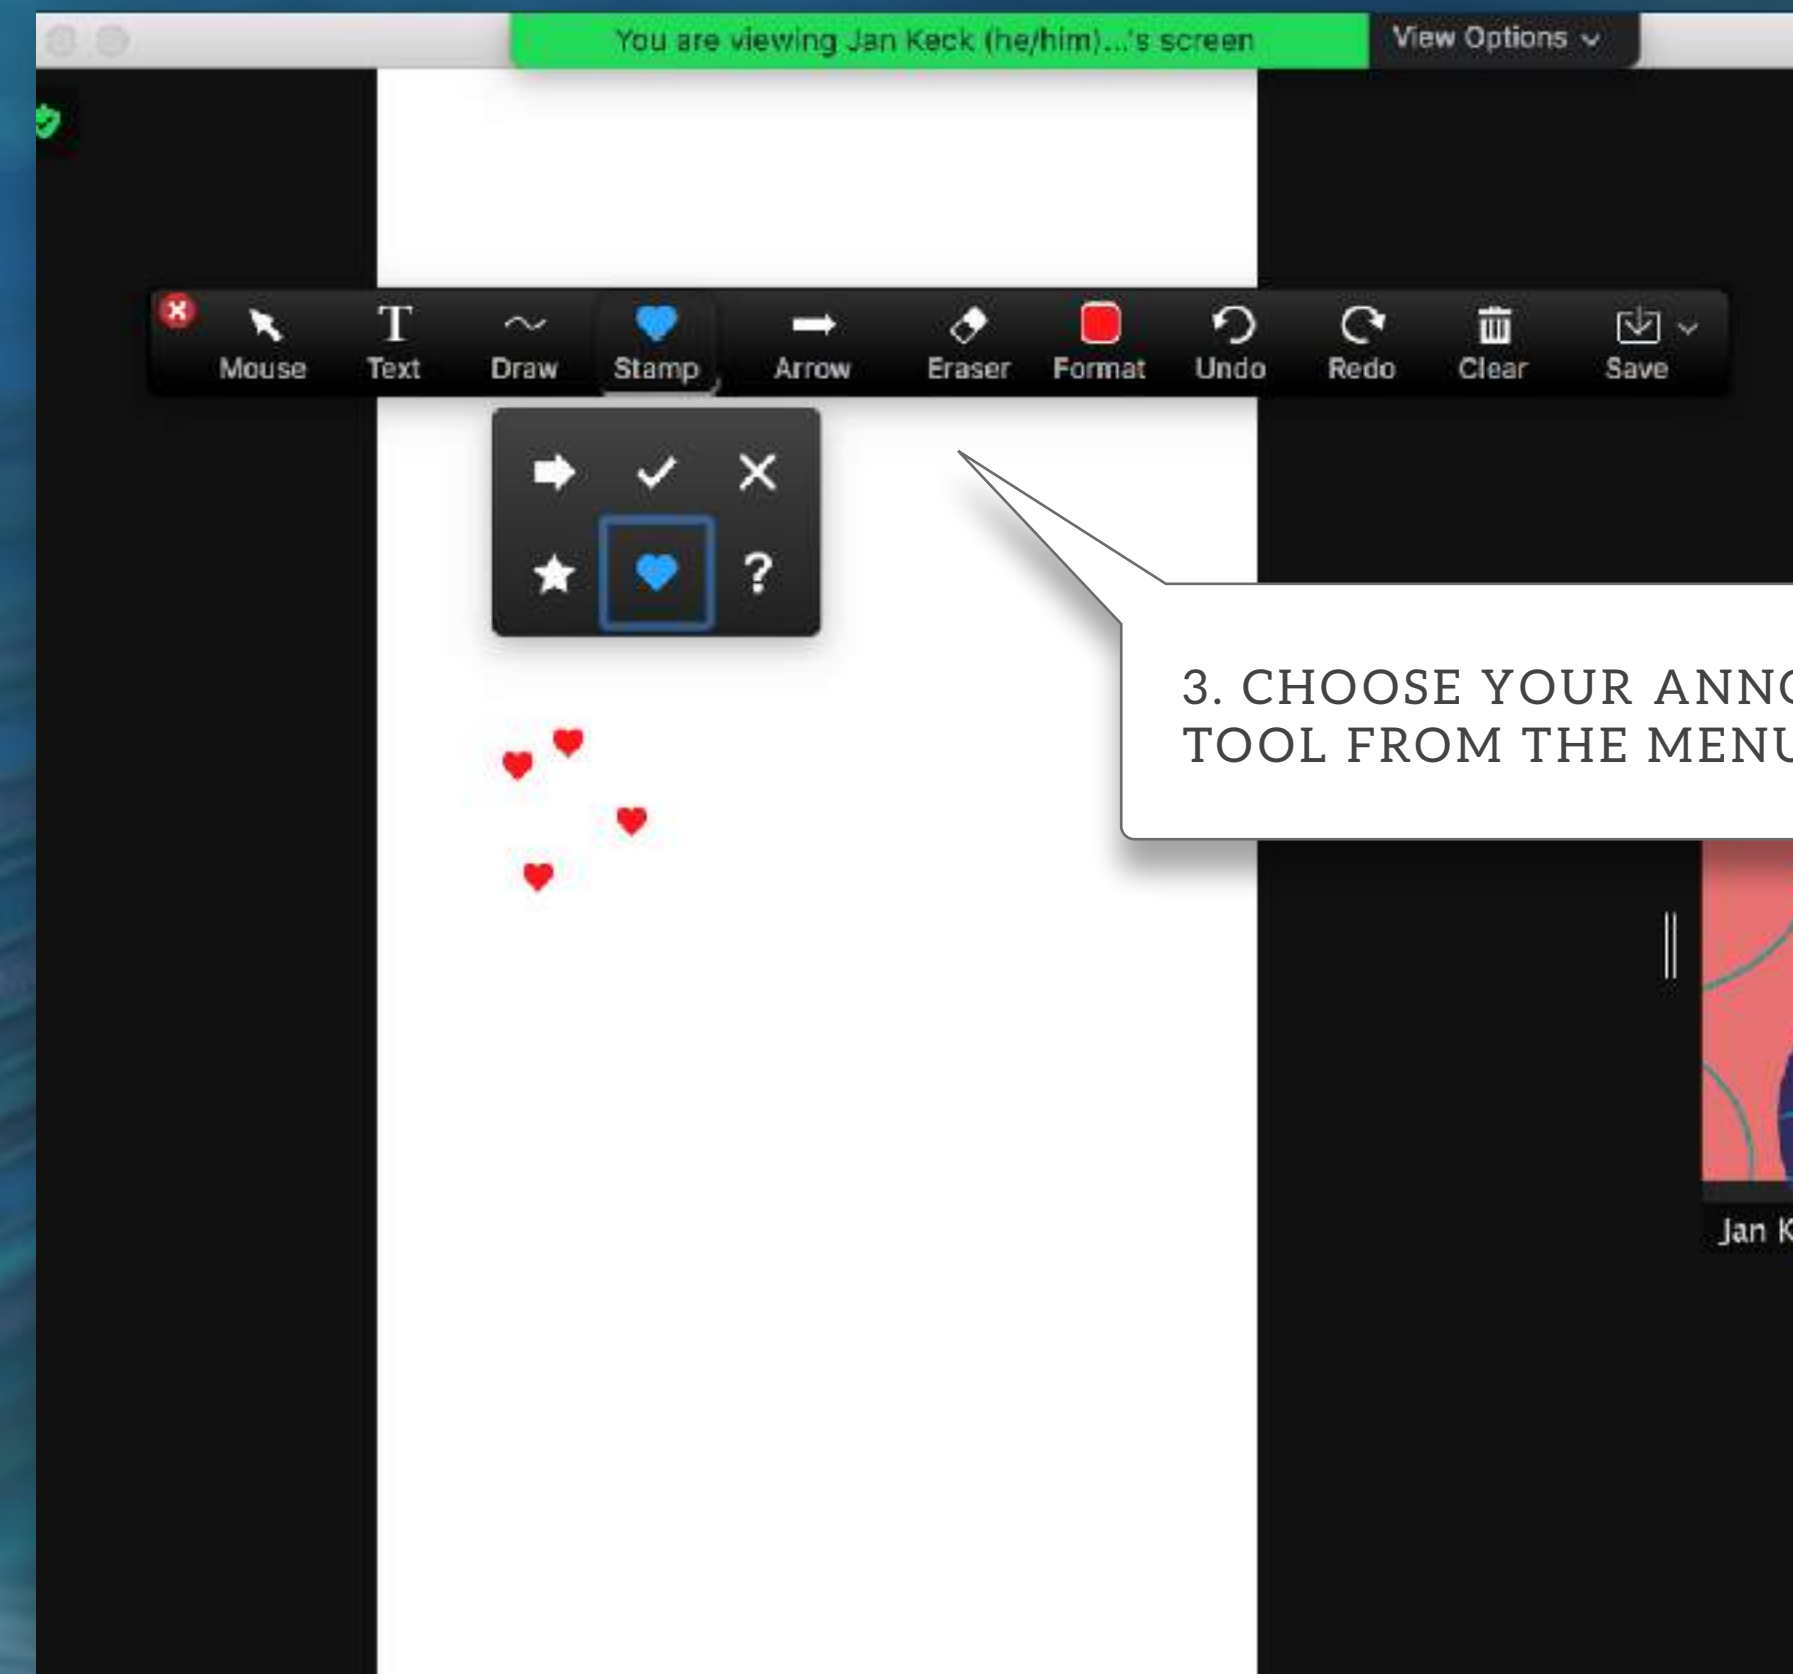 You are viewing Jan Keck (he/him)...'s screen
View Options
Mouse Text Draw Stamp Arrow Eraser Format Undo Redo Clear Save
3. CHOOSE YOUR
TOOL FROM THE MENU
Jan